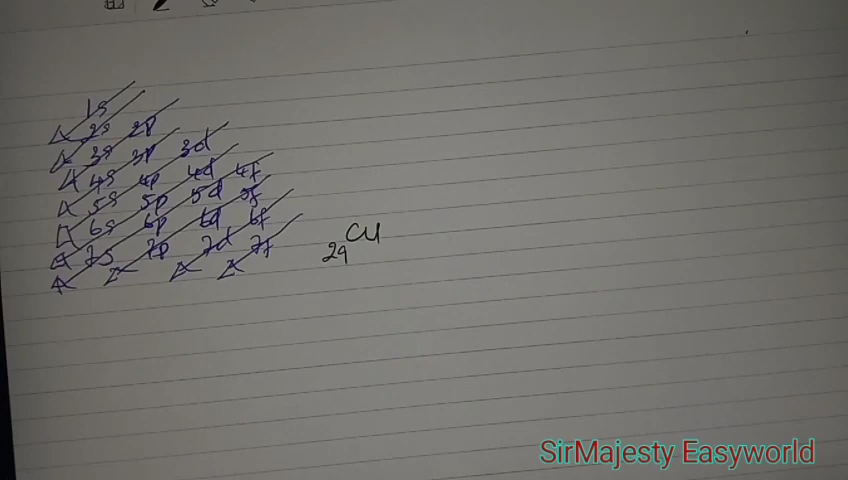 1s
2s 2p
3s 3p 3d
4s 4p 4d 4f
5s 5p 5d 5f
6s 6p 6d 6f
7s 7p 7d 7f
29Cu
SirMajesty Easyworld